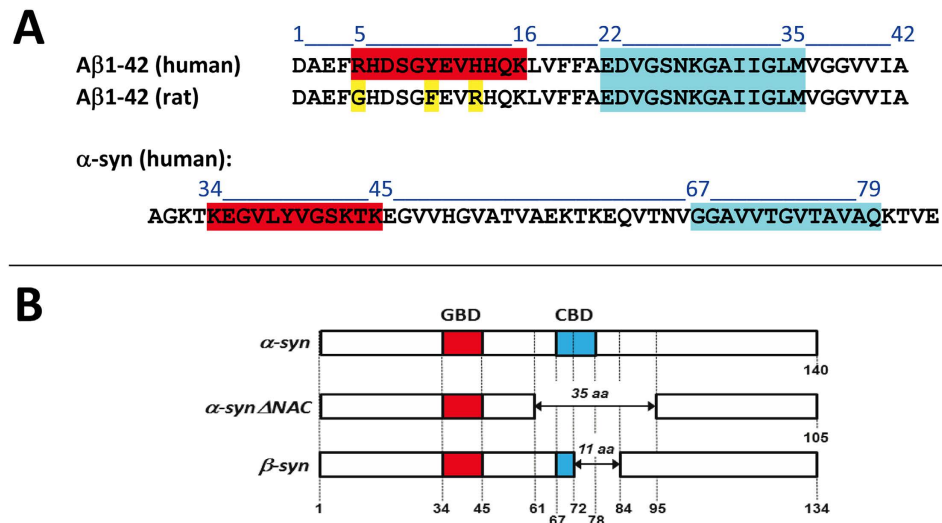 A
1 5 16 22 35 42
Aβ1-42 (human) DAEFRHDSGYEVHHQKLVFFAEDVGSNKGAIIGLMVGGVVIA
Aβ1-42 (rat) DAEFGHDSGFEVRHQKLVFFAEDVGSNKGAIIGLMVGGVVIA
α-syn (human):
34 45 67 79
AGKTKEGVLYVGSKTKEGVVHGVATVAEKTKEQVTNVGGAVVTGVTAVAQKTVE
B
GBD CBD
α-syn
140
α-syn ΔNAC 35 aa
105
β-syn 11 aa
1 34 45 61 67 72 78 84 95 134